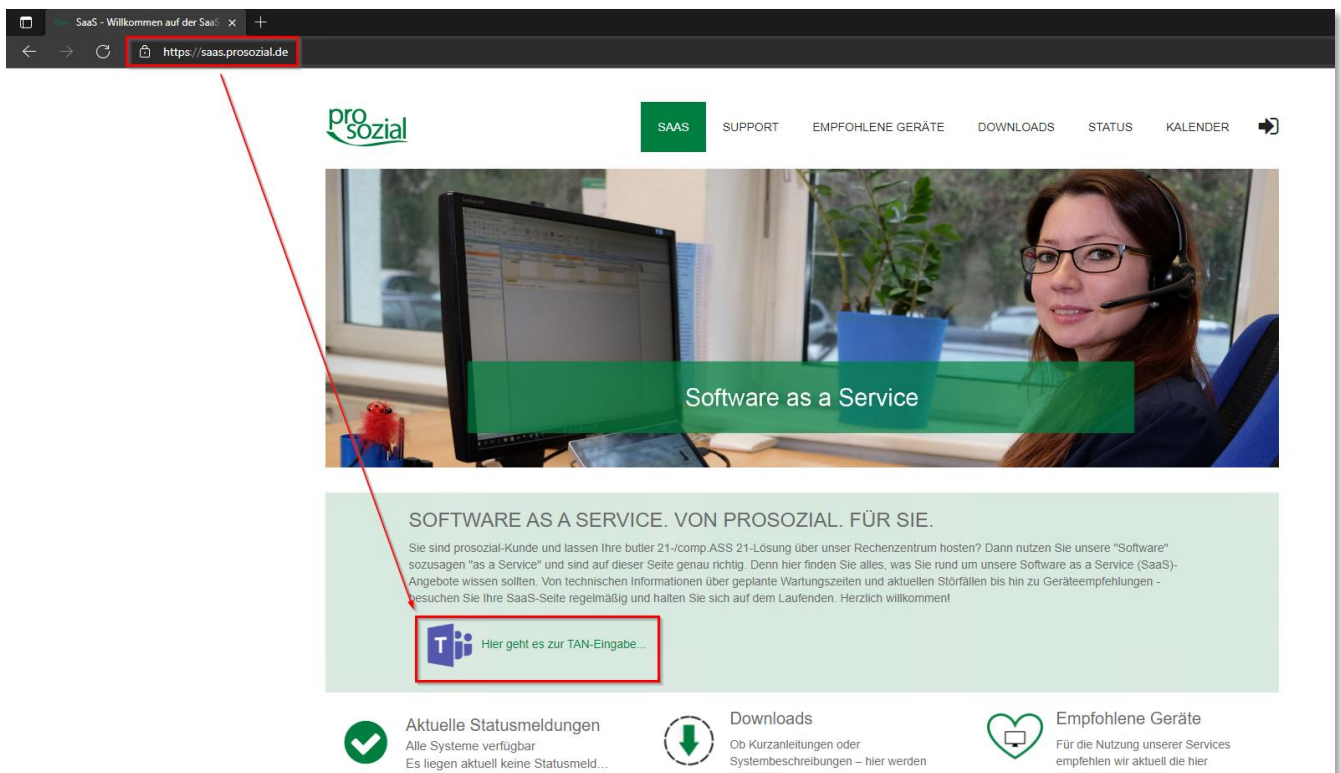 SaaS - Willkommen auf der SaaS
https://saas.prosozial.de
pro
sozial
SAAS SUPPORT EMPFOHLENE GERÄTE DOWNLOADS STATUS KALENDER
Software as a Service
SOFTWARE AS A SERVICE. VON PROSOZIAL. FÜR SIE.
Sie sind prosozial-Kunde und lassen Ihre butler 21-/comp.ASS 21-Lösung über unser Rechenzentrum hosten? Dann nutzen Sie unsere "Software"
sozusagen "as a Service" und sind auf dieser Seite genau richtig. Denn hier finden Sie alles, was Sie rund um unsere Software as a Service (SaaS)-
Angebote wissen sollten. Von technischen Informationen über geplante Wartungszeiten und aktuellen Störfällen bis hin zu Geräteempfehlungen -
besuchen Sie Ihre SaaS-Seite regelmäßig und halten Sie sich auf dem Laufenden. Herzlich willkommen!
T
Hier geht es zur TAN-Eingabe...
Aktuelle Statusmeldungen
Alle Systeme verfügbar
Es liegen aktuell keine Statusmeld...
Downloads
Ob Kurzanleitungen oder
Systembeschreibungen – hier werden
Empfohlene Geräte
Für die Nutzung unserer Services
empfehlen wir aktuell die hier